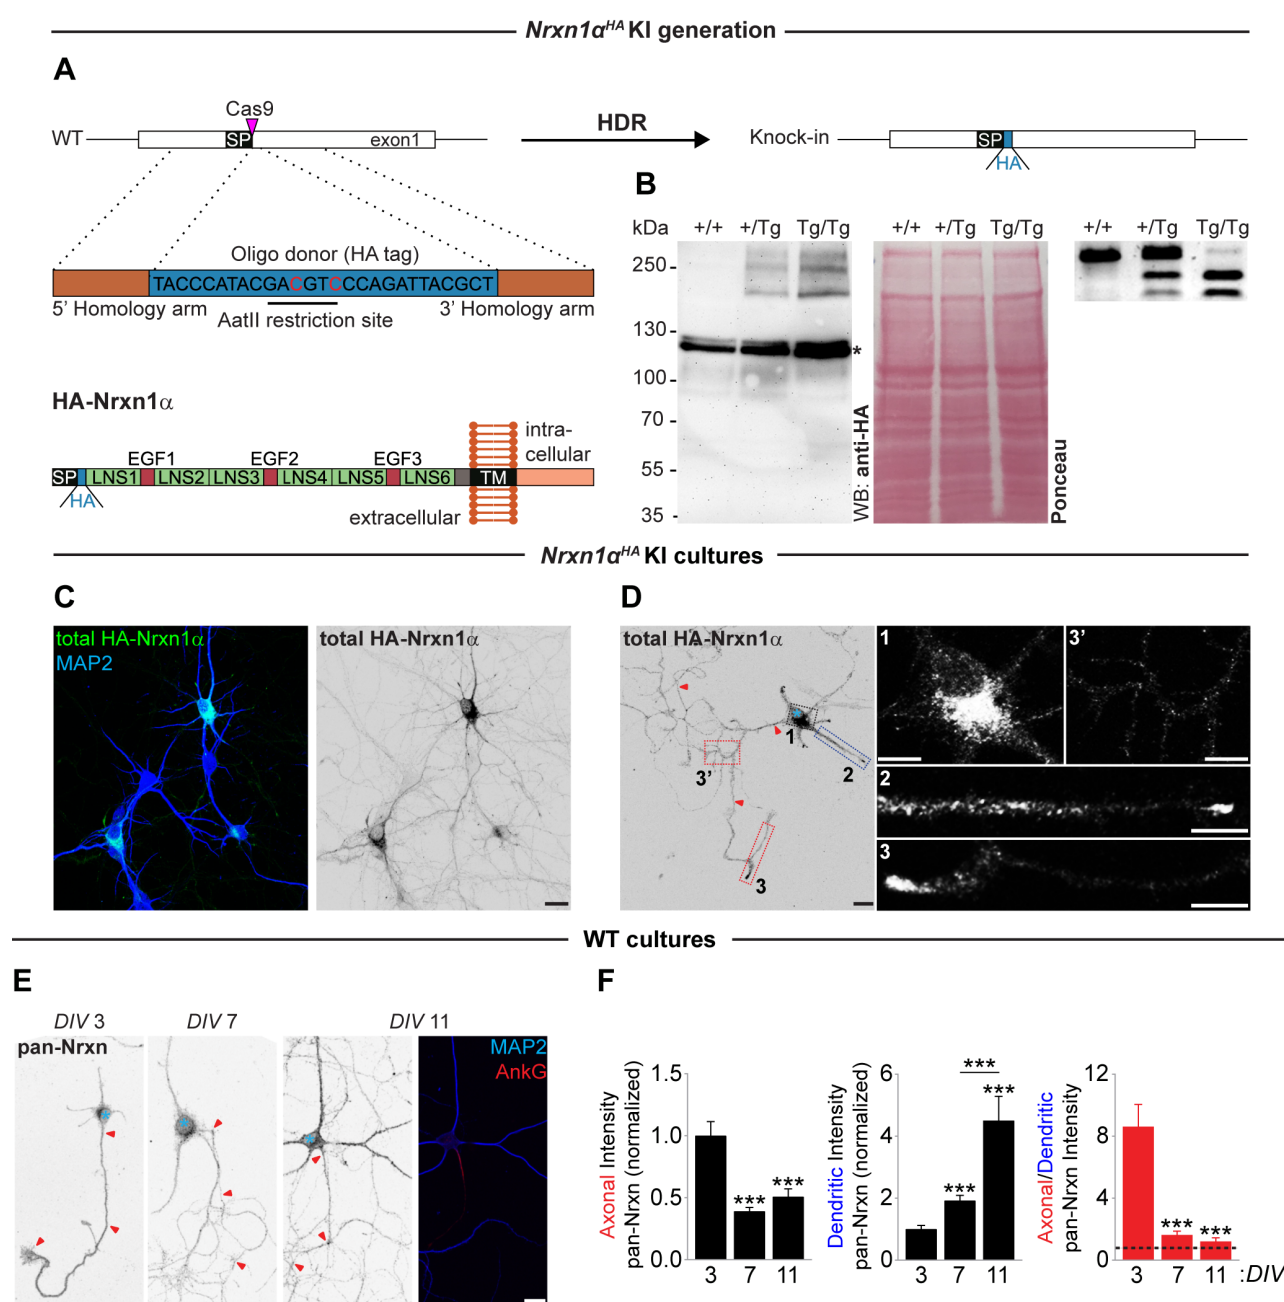 Nrxn1αHA KI generation
A
Cas9
WT
SP
exon1
HDR
Knock-in
SP
HA
Oligo donor (HA tag)
TACCCATACGACGTCCCAGATTACGCT
5' Homology arm
3' Homology arm
AatII restriction site
HA-Nrxn1α
intra-
cellular
EGF1 EGF2 EGF3
SP LNS1 LNS2 LNS3 LNS4 LNS5 LNS6 TM
HA
extracellular
B
kDa +/+ +/Tg Tg/Tg +/+ +/Tg Tg/Tg +/+ +/Tg Tg/Tg
250
130
*
100
70
55
35
WB: anti-HA
Ponceau
Nrxn1αHA KI cultures
C
total HA-Nrxn1α
MAP2
total HA-Nrxn1α
D
total HA-Nrxn1α
*
1
2
3'
3
1
3'
2
3
WT cultures
E
DIV 3 DIV 7 DIV 11
pan-Nrxn
MAP2
AnkG
* * *
F
Axonal Intensity
pan-Nrxn (normalized)
1.5
1.0
0.5
0.0
*** ***
3 7 11
Dendritic Intensity
pan-Nrxn (normalized)
6
4
2
0
***
***
***
3 7 11
Axonal/Dendritic
pan-Nrxn Intensity
12
8
4
0
*** ***
3 7 11 :DIV